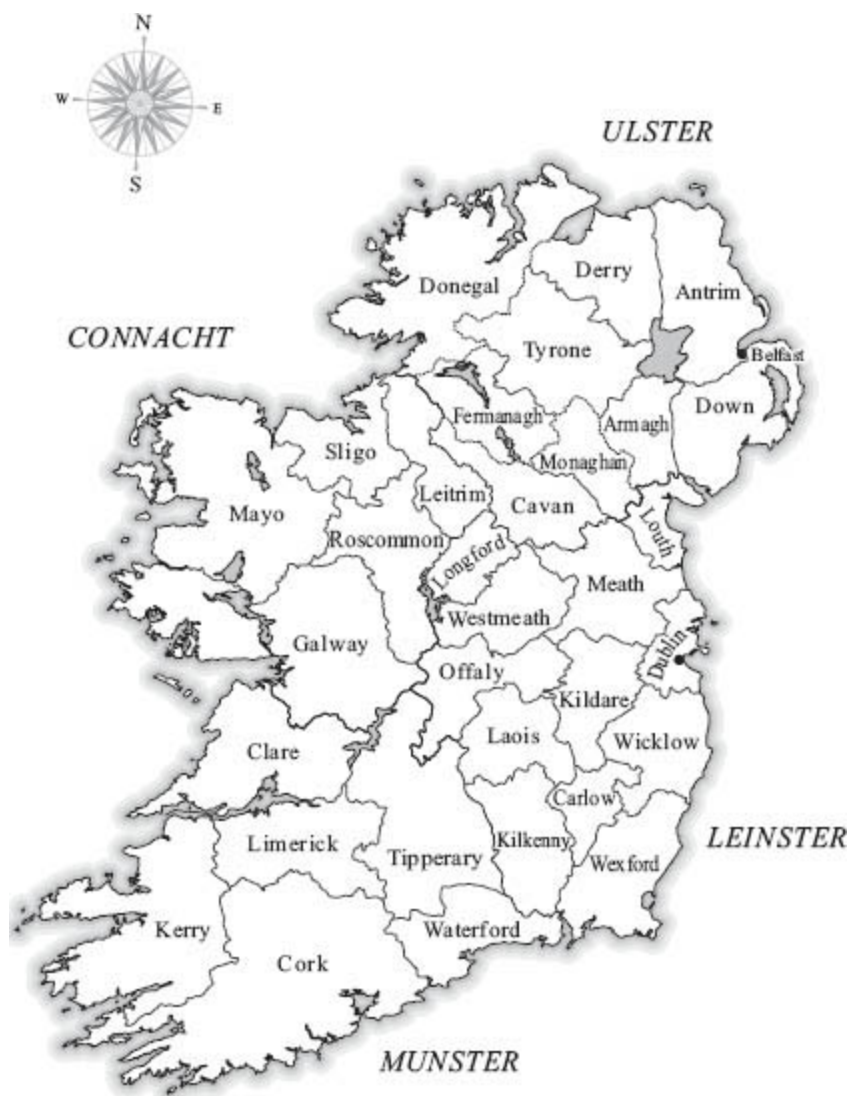 N
W
E
S
ULSTER
Derry
Donegal
Antrim
CONNACHT
Tyrone
Belfast
Fermanagh
Down
Armagh
Sligo
Monaghan
Leitrim
Cavan
Mayo
Louth
Roscommon
Longford
Meath
Westmeath
Galway
Dublin
Offaly
Kildare
Laois
Wicklow
Clare
Carlow
LEINSTER
Limerick
Kilkenny
Tipperary
Wexford
Kerry
Waterford
Cork
MUNSTER